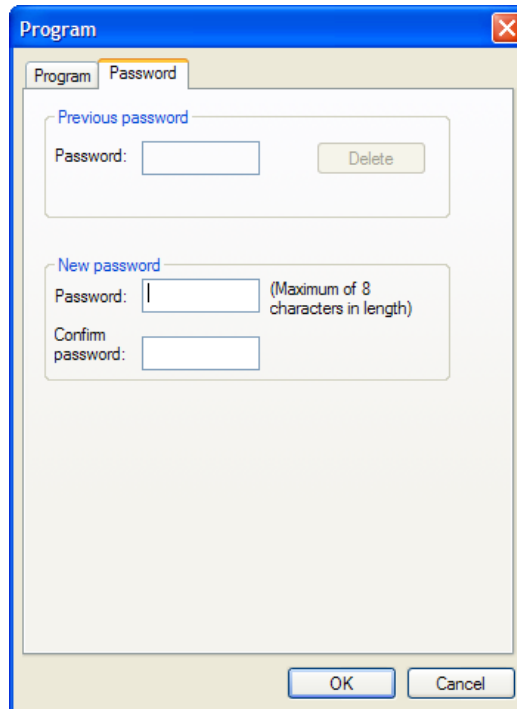 Program
Program Password
Previous password
Password: Delete
New password
Password: (Maximum of 8
characters in length)
Confirm
password:
OK Cancel